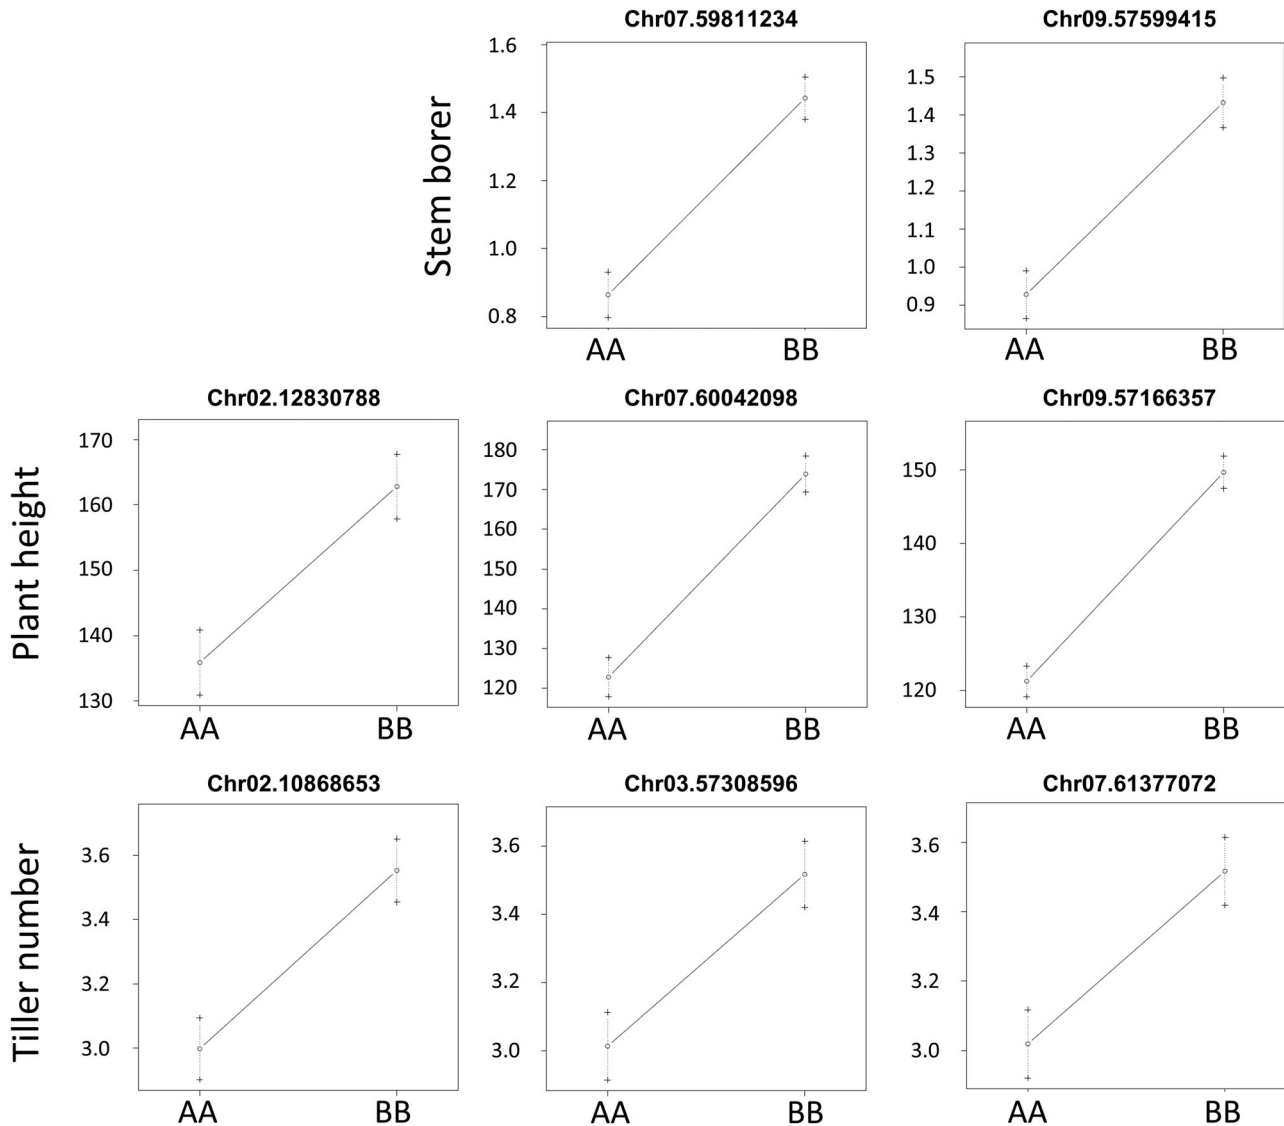 Chr07.59811234
Chr09.57599415
Stem borer
1.6
1.4
1.2
1.0
0.8
AA BB
1.5
1.4
1.3
1.2
1.1
1.0
0.9
AA BB
Chr02.12830788
Chr07.60042098
Chr09.57166357
Plant height
170
160
150
140
130
AA BB
180
170
160
150
140
130
120
AA BB
150
140
130
120
AA BB
Chr02.10868653
Chr03.57308596
Chr07.61377072
Tiller number
3.6
3.4
3.2
3.0
AA BB
3.6
3.4
3.2
3.0
AA BB
3.6
3.4
3.2
3.0
AA BB